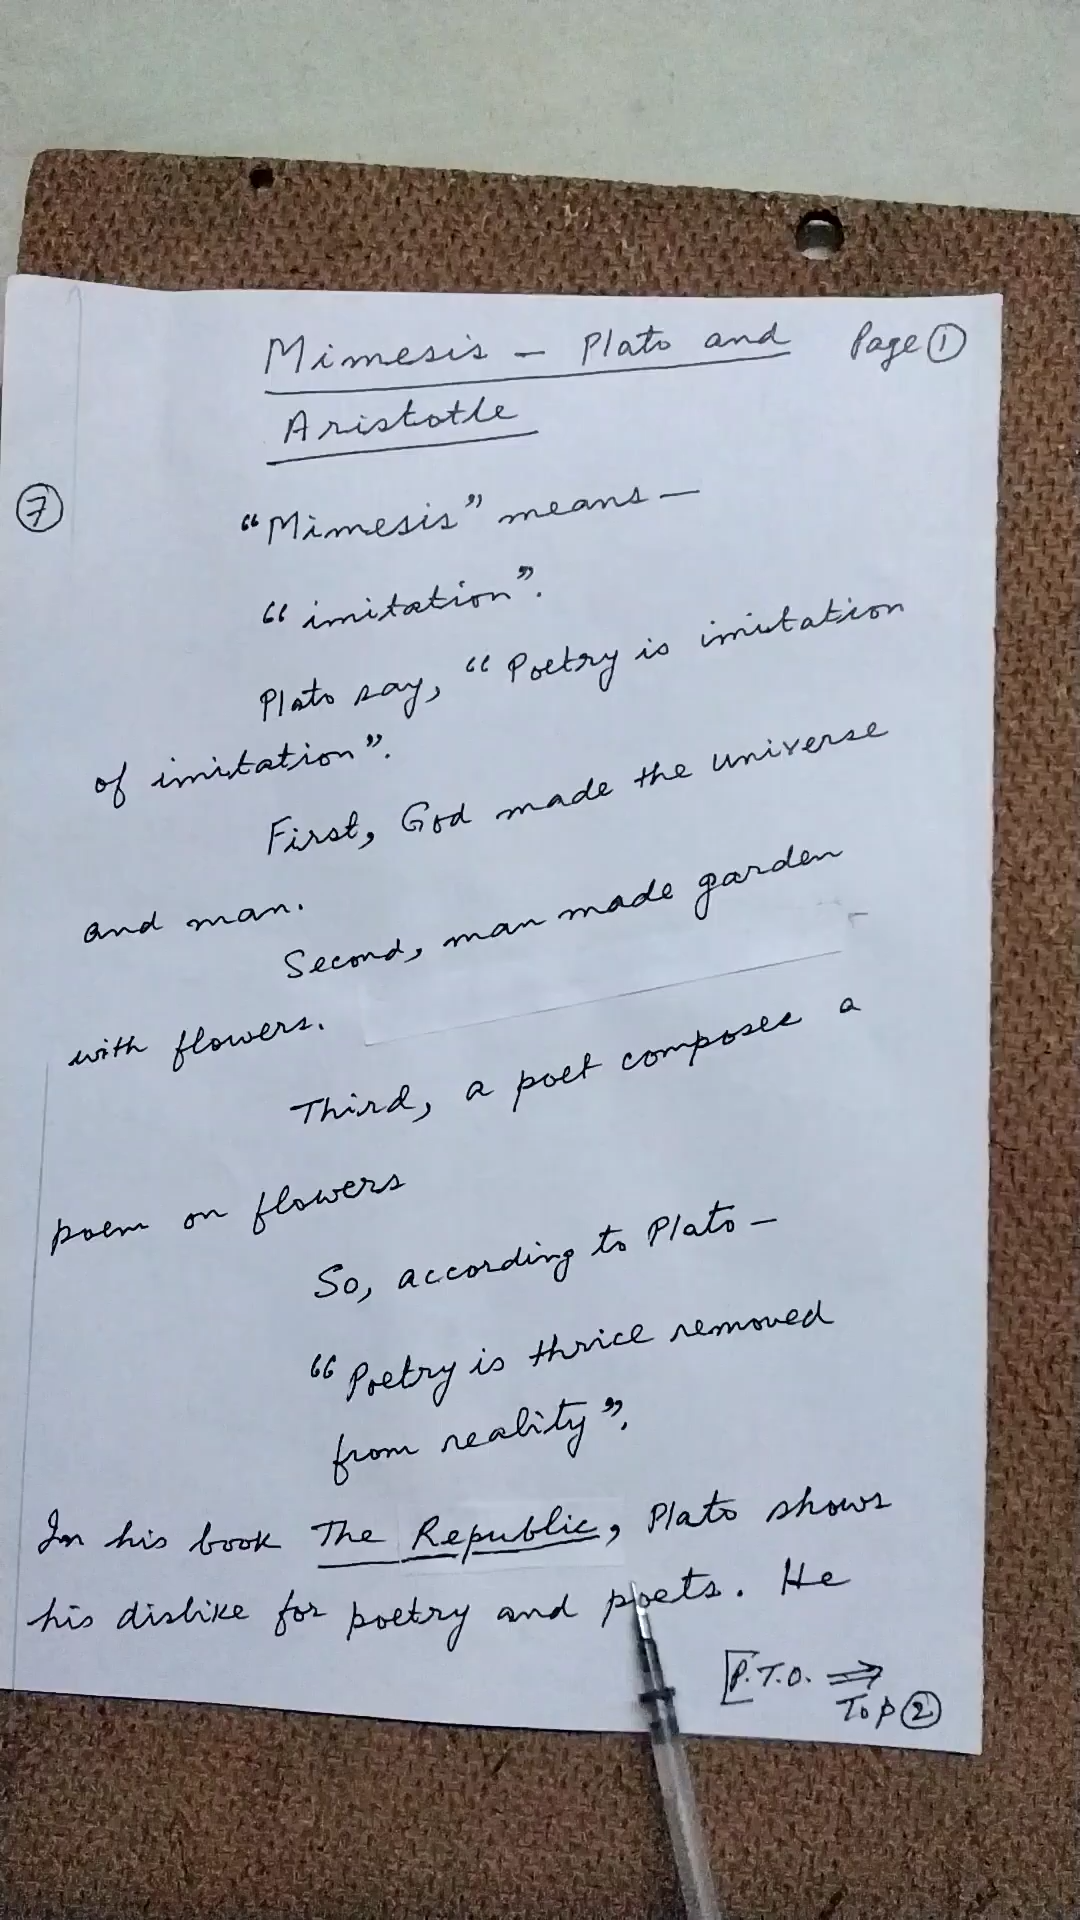 Mimesis – Plato and Page ①
Aristotle
⑦
"Mimesis" means –
"imitation".
Plato say, "Poetry is imitation
of imitation".
First, God made the universe
and man.
Second, man made garden
with flowers.
Third, a poet composes a
poem on flowers
So, according to Plato –
"Poetry is thrice removed
from reality".
In his book The Republic, Plato shows
his dislike for poetry and poets. He
[P.T.O. ⇒
To p ②